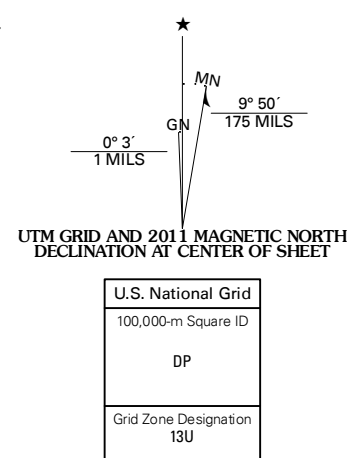 ★
MN
9° 50´
175 MILS
GN
0° 3´
1 MILS
UTM GRID AND 2011 MAGNETIC NORTH
DECLINATION AT CENTER OF SHEET
U.S. National Grid
100,000-m Square ID
DP
Grid Zone Designation
13U